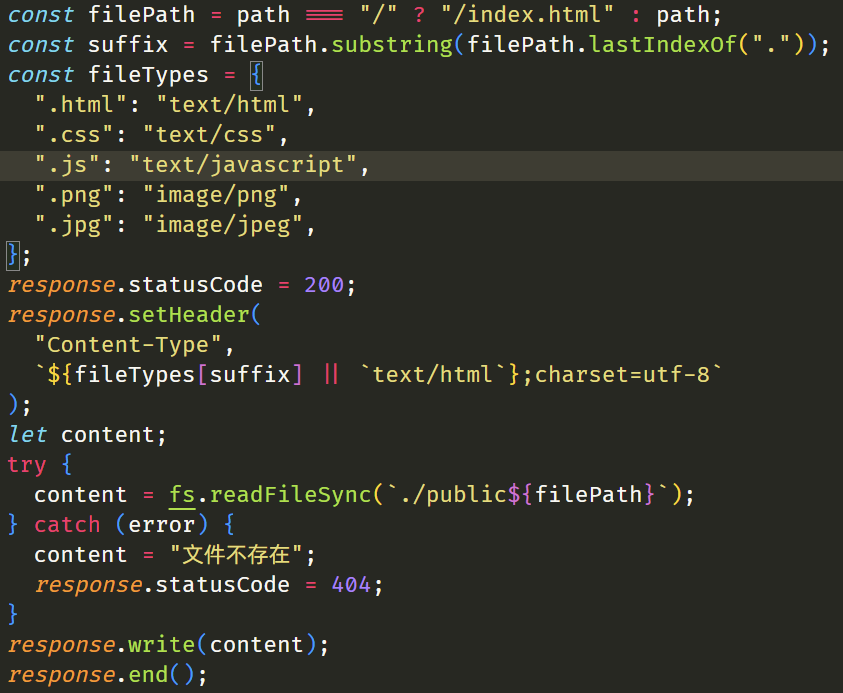 const filePath = path === "/" ? "/index.html" : path;
const suffix = filePath.substring(filePath.lastIndexOf("."));
const fileTypes = {
  ".html": "text/html",
  ".css": "text/css",
  ".js": "text/javascript",
  ".png": "image/png",
  ".jpg": "image/jpeg",
};
response.statusCode = 200;
response.setHeader(
  "Content-Type",
  `${fileTypes[suffix] || `text/html`};charset=utf-8`
);
let content;
try {
  content = fs.readFileSync(`./public${filePath}`);
} catch (error) {
  content = "文件不存在";
  response.statusCode = 404;
}
response.write(content);
response.end();